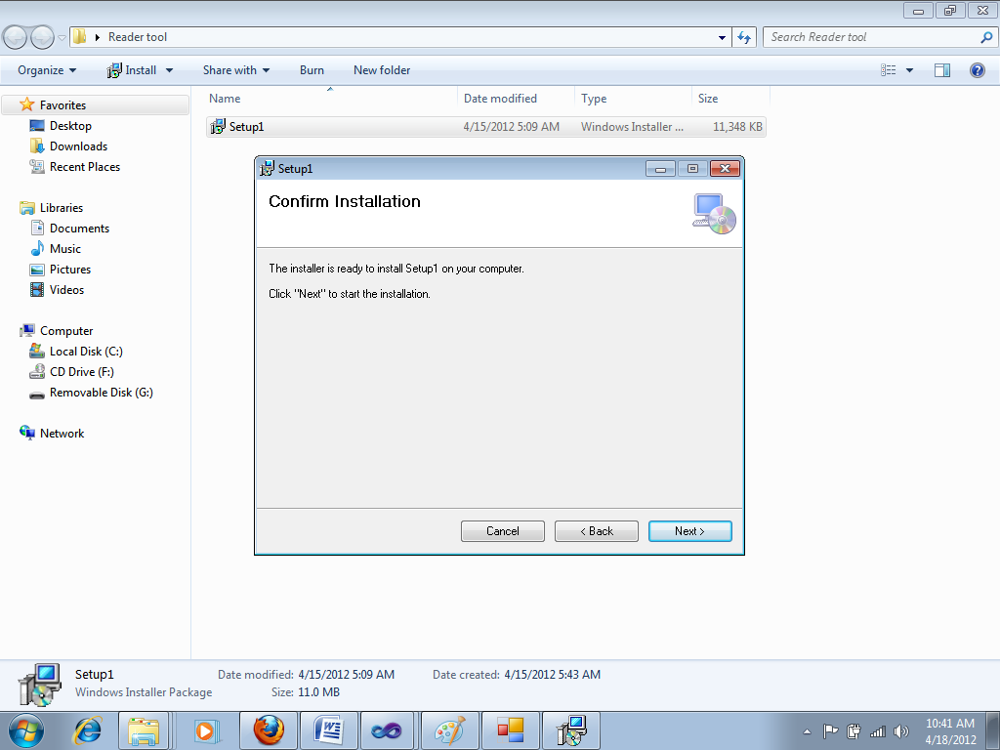 Reader tool
Search Reader tool
Organize Install Share with Burn New folder
Name Date modified Type Size
Setup1 4/15/2012 5:09 AM Windows Installer ... 11,348 KB
Favorites
Desktop
Downloads
Recent Places
Libraries
Documents
Music
Pictures
Videos
Computer
Local Disk (C:)
CD Drive (F:)
Removable Disk (G:)
Network
Setup1
Confirm Installation
The installer is ready to install Setup1 on your computer.
Click "Next" to start the installation.
Cancel < Back Next >
Setup1 Date modified: 4/15/2012 5:09 AM Date created: 4/15/2012 5:43 AM
Windows Installer Package Size: 11.0 MB
10:41 AM
4/18/2012